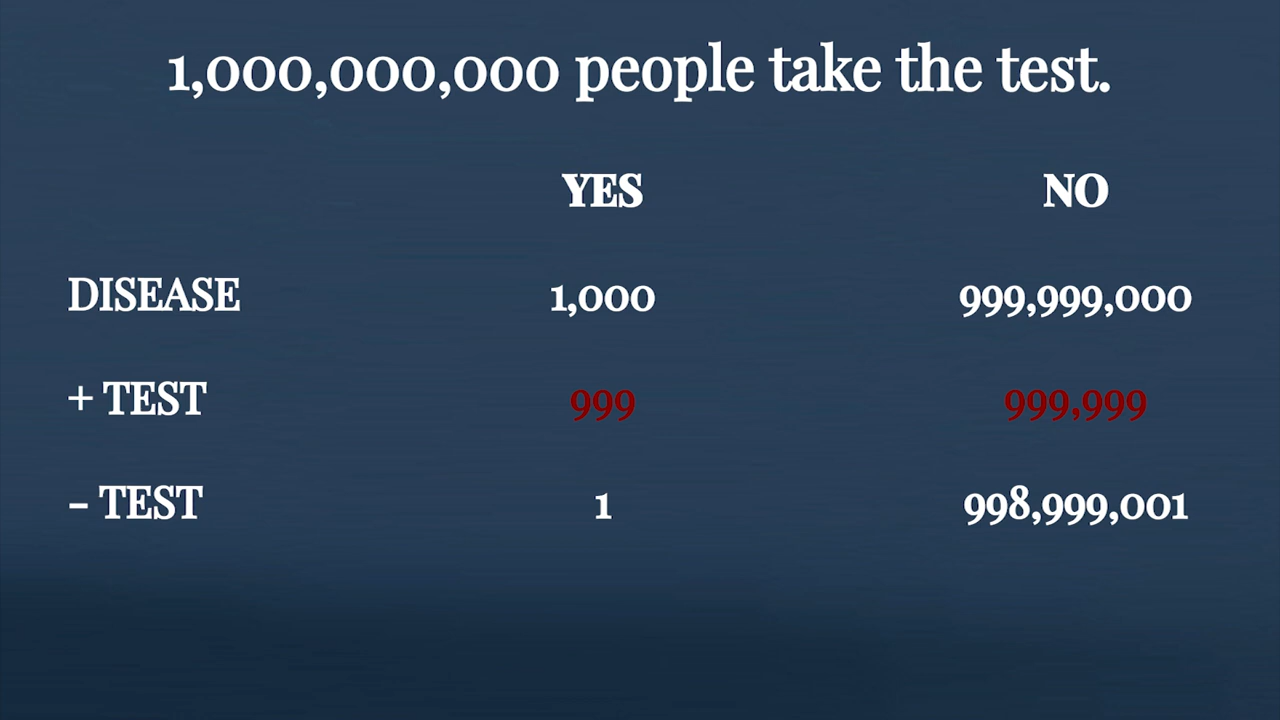 1,000,000,000 people take the test.
YES NO
DISEASE 1,000 999,999,000
+ TEST 999 999,999
- TEST 1 998,999,001